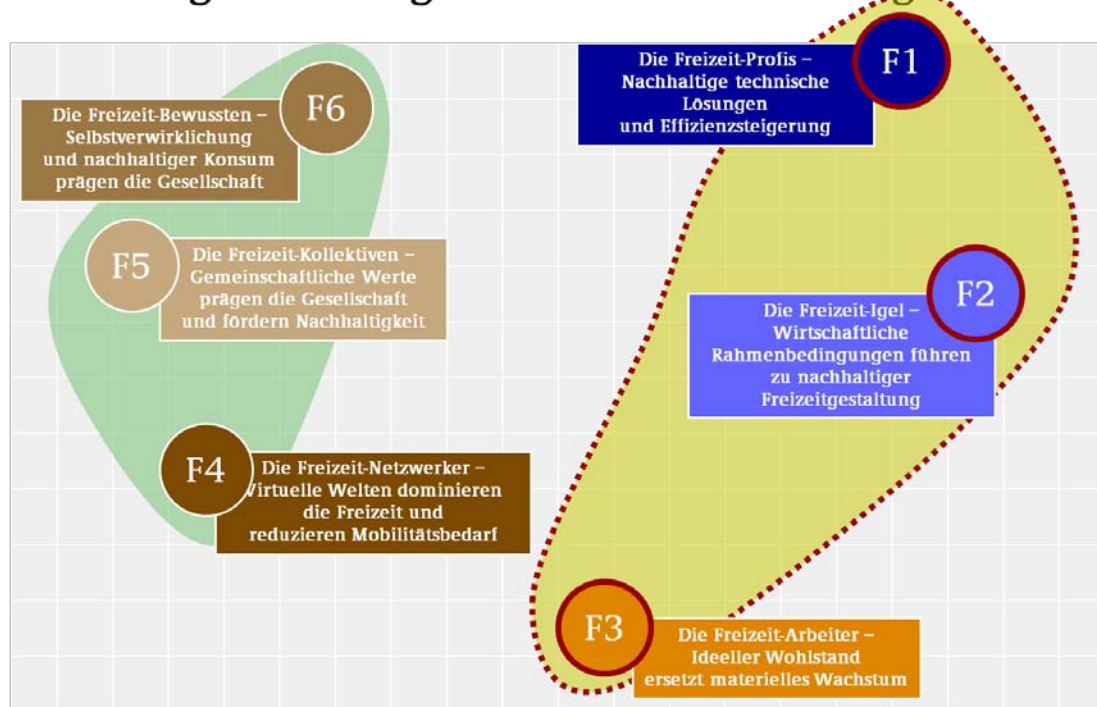 F1
Die Freizeit-Profis –
Nachhaltige technische
Lösungen
und Effizienzsteigerung
F6
Die Freizeit-Bewussten –
Selbstverwirklichung
und nachhaltiger Konsum
prägen die Gesellschaft
F5
Die Freizeit-Kollektiven –
Gemeinschaftliche Werte
prägen die Gesellschaft
und fördern Nachhaltigkeit
F2
Die Freizeit-Igel –
Wirtschaftliche
Rahmenbedingungen führen
zu nachhaltiger
Freizeitgestaltung
F4
Die Freizeit-Netzwerker –
Virtuelle Welten dominieren
die Freizeit und
reduzieren Mobilitätsbedarf
F3
Die Freizeit-Arbeiter –
Ideeller Wohlstand
ersetzt materielles Wachstum